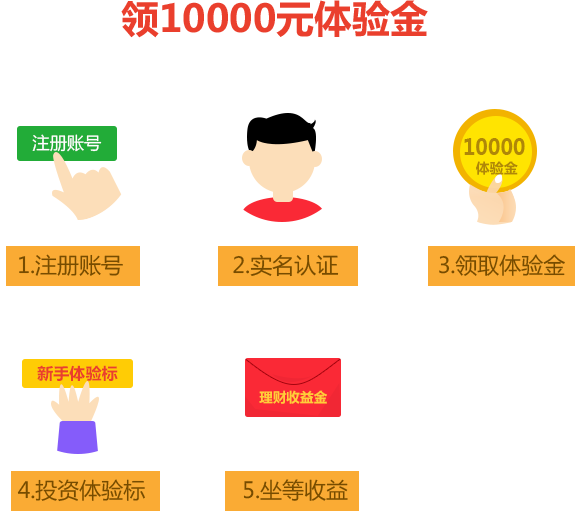 领10000元体验金
注册账号
10000
体验金
1.注册账号
2.实名认证
3.领取体验金
新手体验标
理财收益金
4.投资体验标
5.坐等收益